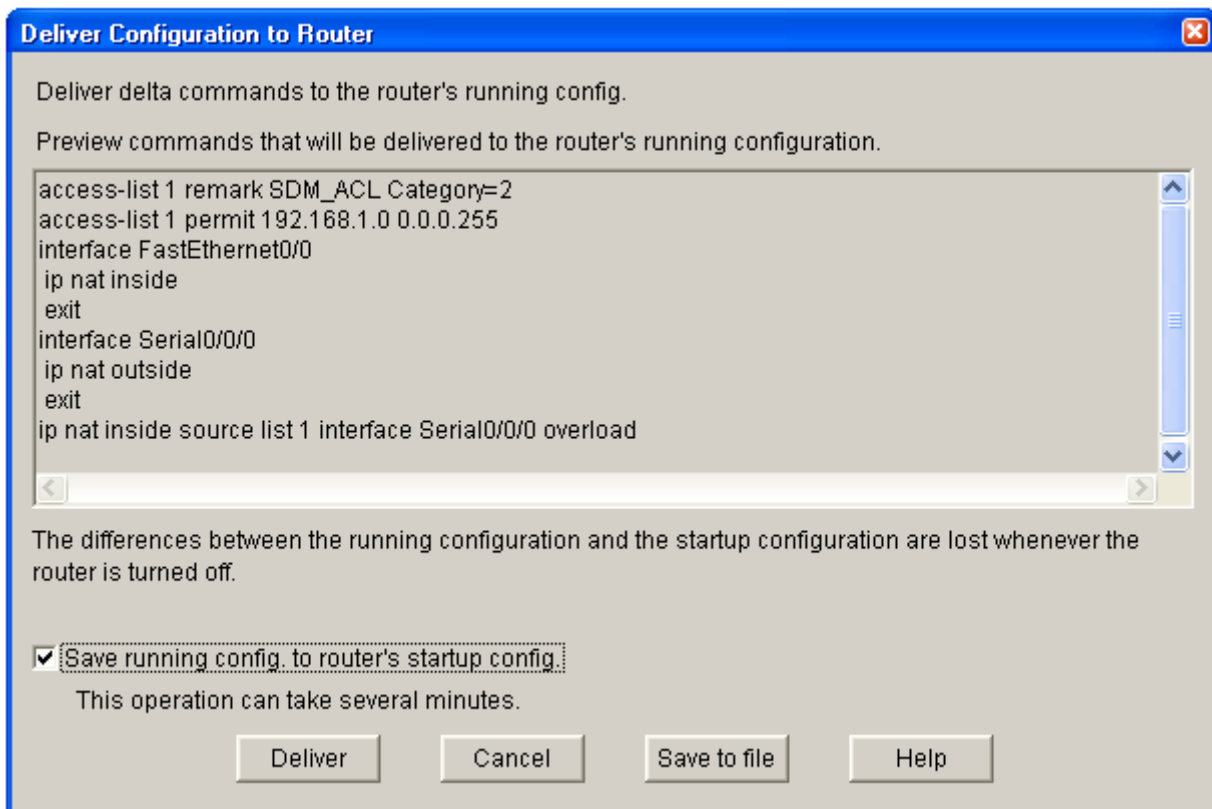 Deliver Configuration to Router
Deliver delta commands to the router's running config.
Preview commands that will be delivered to the router's running configuration.
access-list 1 remark SDM_ACL Category=2
access-list 1 permit 192.168.1.0 0.0.0.255
interface FastEthernet0/0
ip nat inside
exit
interface Serial0/0/0
ip nat outside
exit
ip nat inside source list 1 interface Serial0/0/0 overload
The differences between the running configuration and the startup configuration are lost whenever the
router is turned off.
Save running config. to router's startup config.
This operation can take several minutes.
Deliver Cancel Save to file Help